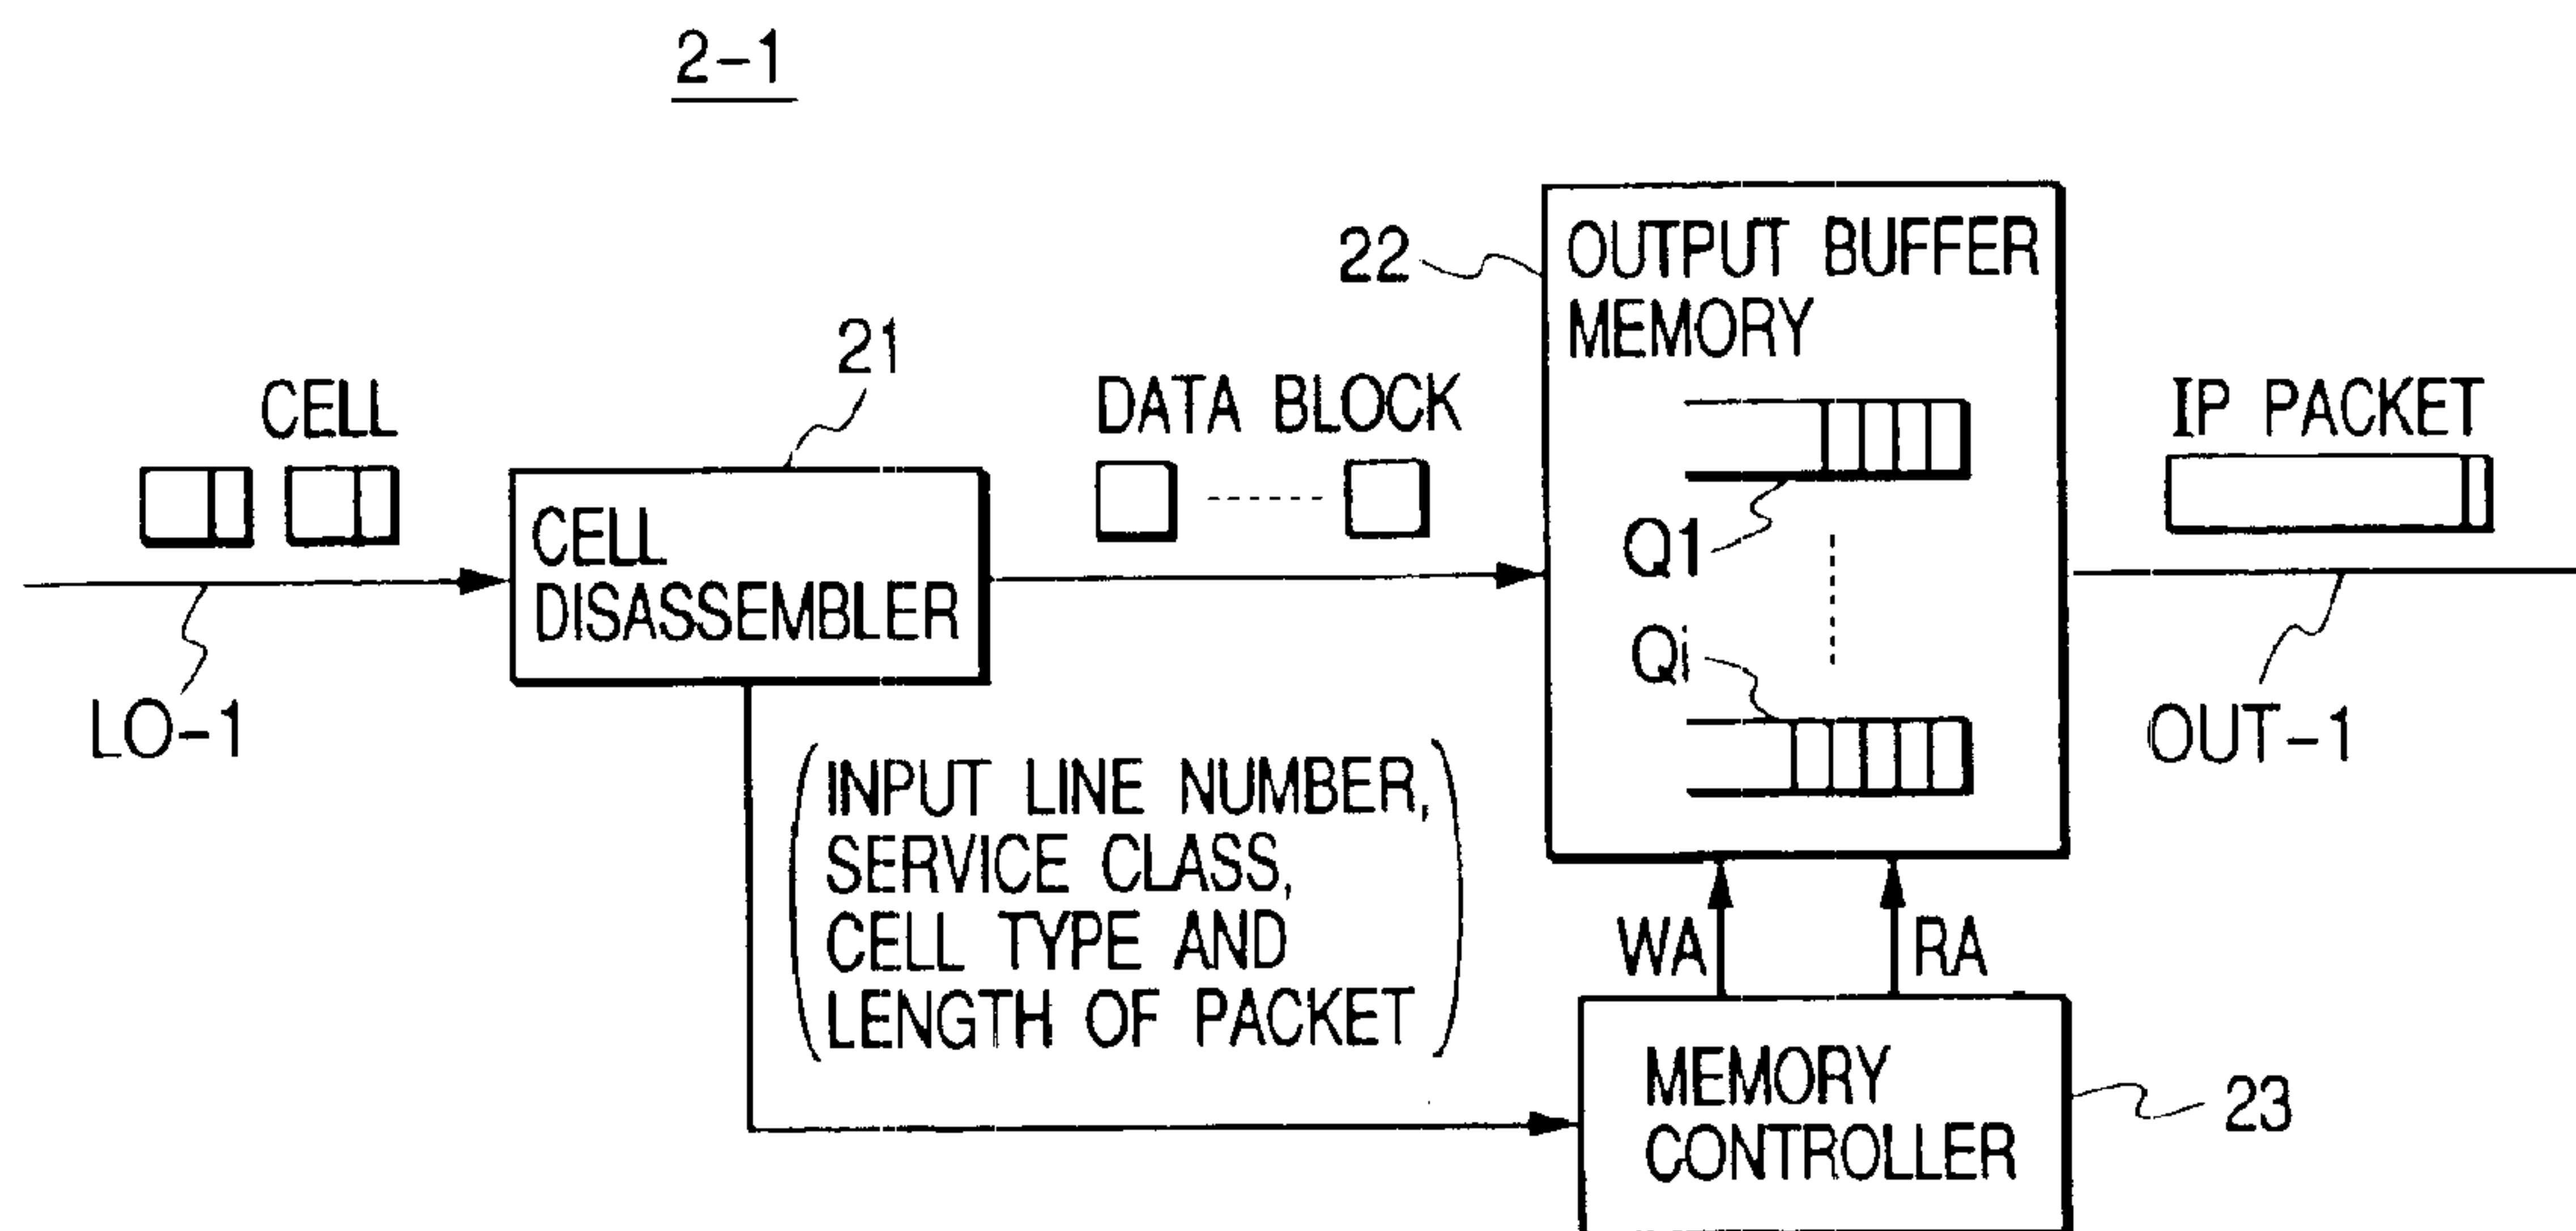 2-1
22
OUTPUT BUFFER
MEMORY
21
CELL
DATA BLOCK
IP PACKET
CELL
DISASSEMBLER
Q1
Qi
LO-1
OUT-1
(INPUT LINE NUMBER,
SERVICE CLASS,
CELL TYPE AND
LENGTH OF PACKET)
WA
RA
MEMORY
CONTROLLER
23